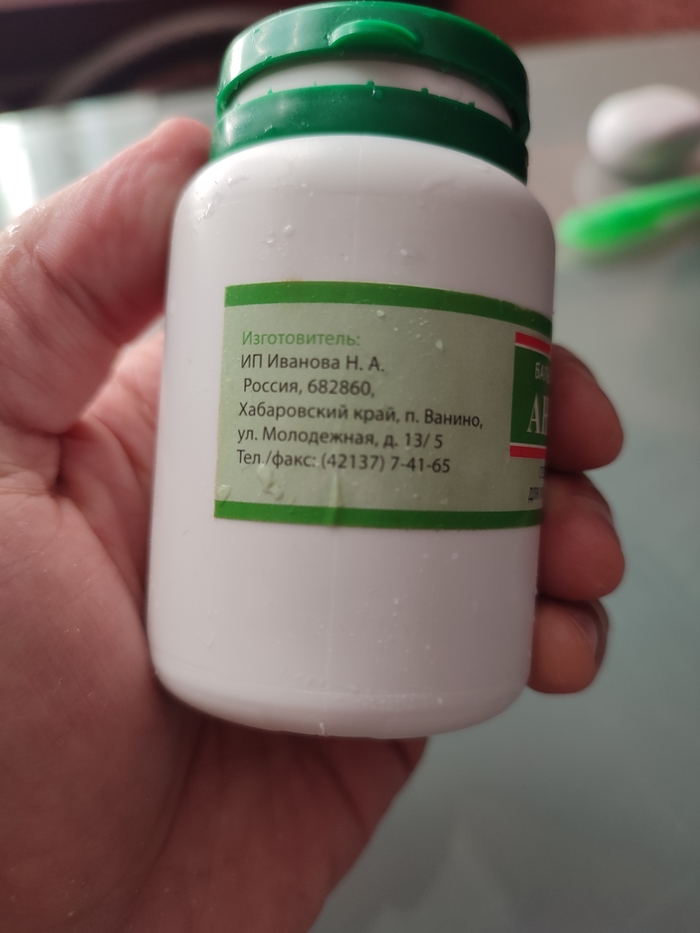 Изготовитель:
ИП Иванова Н. А.
Россия, 682860,
Хабаровский край, п. Ванино,
ул. Молодежная, д. 13/ 5
Тел./факс: (42137) 7-41-65